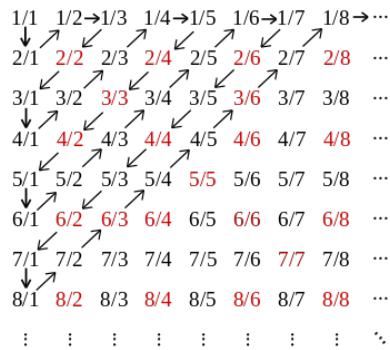 1/1 1/2 1/3 1/4 1/5 1/6 1/7 1/8 ⋯
2/1 2/2 2/3 2/4 2/5 2/6 2/7 2/8 ⋯
3/1 3/2 3/3 3/4 3/5 3/6 3/7 3/8 ⋯
4/1 4/2 4/3 4/4 4/5 4/6 4/7 4/8 ⋯
5/1 5/2 5/3 5/4 5/5 5/6 5/7 5/8 ⋯
6/1 6/2 6/3 6/4 6/5 6/6 6/7 6/8 ⋯
7/1 7/2 7/3 7/4 7/5 7/6 7/7 7/8 ⋯
8/1 8/2 8/3 8/4 8/5 8/6 8/7 8/8 ⋯
⋮ ⋮ ⋮ ⋮ ⋮ ⋮ ⋮ ⋮ ⋱